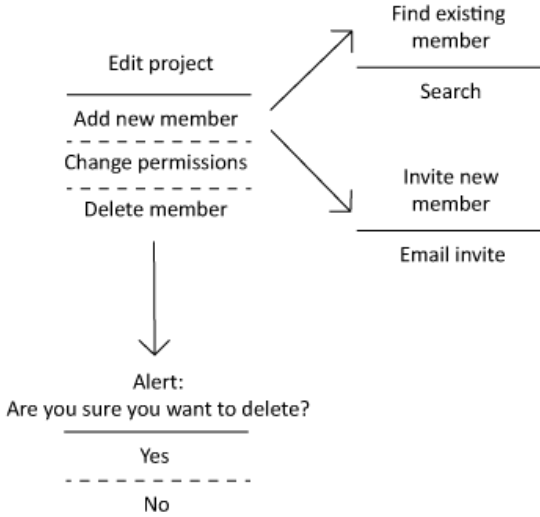 Edit project
Add new member
Change permissions
Delete member
Find existing
member
Search
Invite new
member
Email invite
Alert:
Are you sure you want to delete?
Yes
No